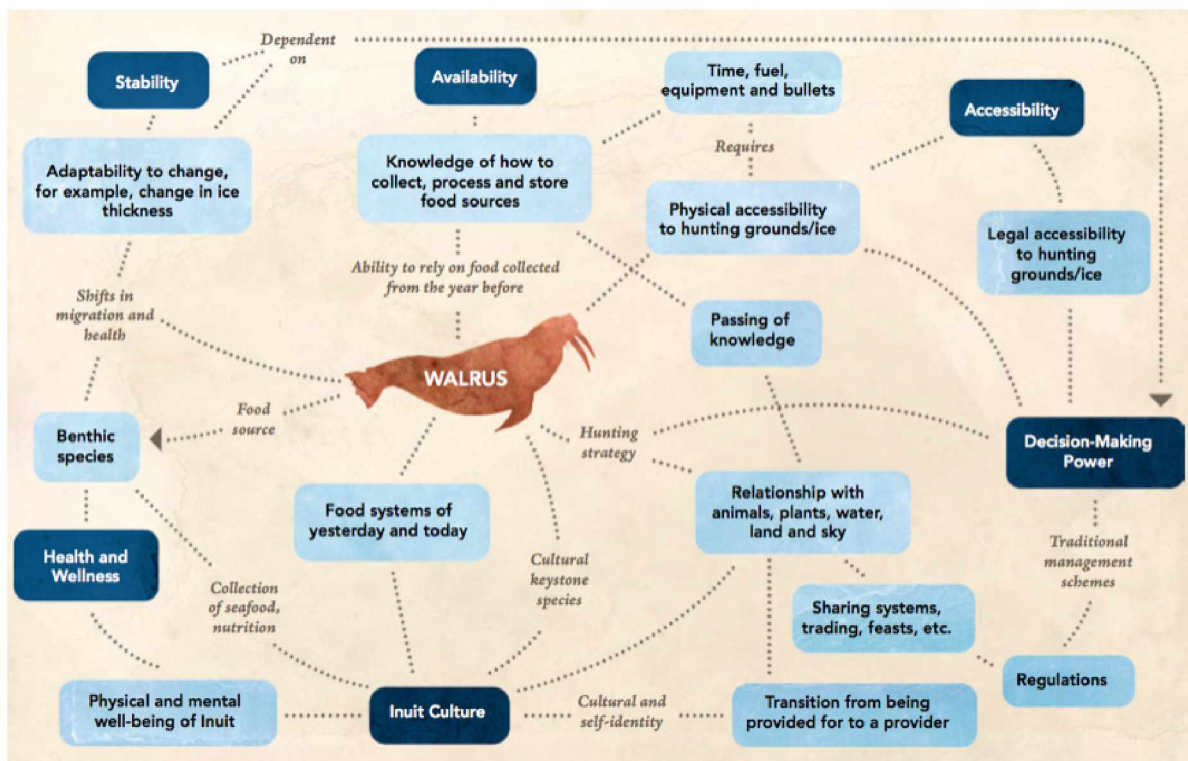 Dependent
on
Stability
Availability
Time, fuel,
equipment and bullets
Accessibility
Adaptability to change,
for example, change in ice
thickness
Knowledge of how to
collect, process and store
food sources
Requires
Physical accessibility
to hunting grounds/ice
Legal accessibility
to hunting
grounds/ice
Ability to rely on food collected
from the year before
Shifts in
migration and
health
Passing of
knowledge
WALRUS
Food
source
Benthic
species
Hunting
strategy
Decision-Making
Power
Food systems of
yesterday and today
Relationship with
animals, plants, water,
land and sky
Health and
Wellness
Collection
of seafood,
nutrition
Cultural
keystone
species
Traditional
management
schemes
Sharing systems,
trading, feasts, etc.
Regulations
Physical and mental
well-being of Inuit
Inuit Culture
Cultural and
self-identity
Transition from being
provided for to a provider